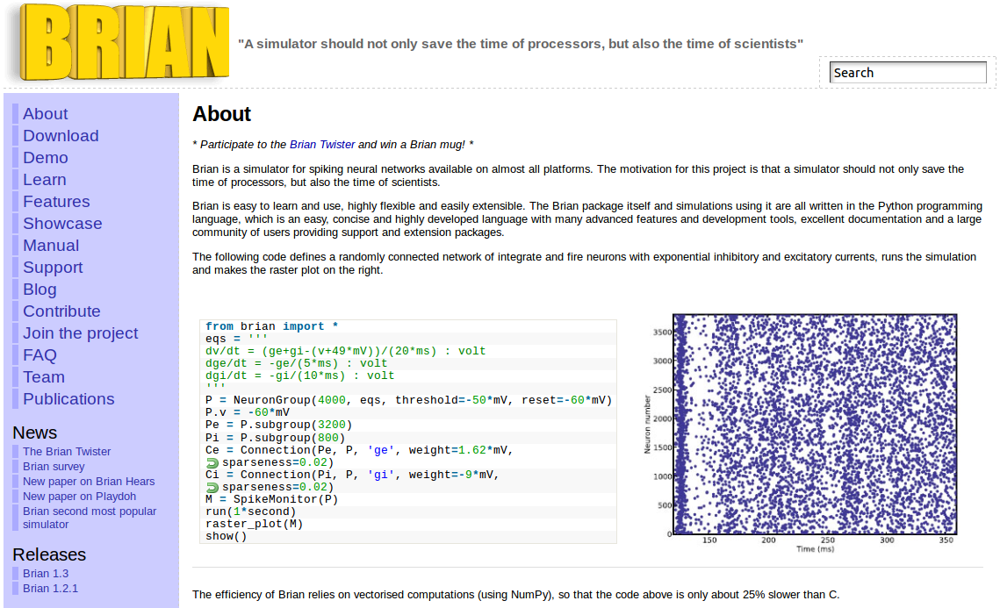 BRIAN
"A simulator should not only save the time of processors, but also the time of scientists"
Search
About
Download
Demo
Learn
Features
Showcase
Manual
Support
Blog
Contribute
Join the project
FAQ
Team
Publications
News
The Brian Twister
Brian survey
New paper on Brian Hears
New paper on Playdoh
Brian second most popular
simulator
Releases
Brian 1.3
Brian 1.2.1
About
* Participate to the Brian Twister and win a Brian mug! *
Brian is a simulator for spiking neural networks available on almost all platforms. The motivation for this project is that a simulator should not only save the
time of processors, but also the time of scientists.
Brian is easy to learn and use, highly flexible and easily extensible. The Brian package itself and simulations using it are all written in the Python programming
language, which is an easy, concise and highly developed language with many advanced features and development tools, excellent documentation and a large
community of users providing support and extension packages.
The following code defines a randomly connected network of integrate and fire neurons with exponential inhibitory and excitatory currents, runs the simulation
and makes the raster plot on the right.
from brian import *
eqs = '''
dv/dt = (ge+gi-(v+49*mV))/(20*ms) : volt
dge/dt = -ge/(5*ms) : volt
dgi/dt = -gi/(10*ms) : volt
'''
P = NeuronGroup(4000, eqs, threshold=-50*mV, reset=-60*mV)
P.v = -60*mV
Pe = P.subgroup(3200)
Pi = P.subgroup(800)
Ce = Connection(Pe, P, 'ge', weight=1.62*mV,
sparseness=0.02)
Ci = Connection(Pi, P, 'gi', weight=-9*mV,
sparseness=0.02)
M = SpikeMonitor(P)
run(1*second)
raster_plot(M)
show()
3500
3000
2500
2000
1500
1000
500
0
Neuron number
150 200 250 300 350
Time (ms)
The efficiency of Brian relies on vectorised computations (using NumPy), so that the code above is only about 25% slower than C.